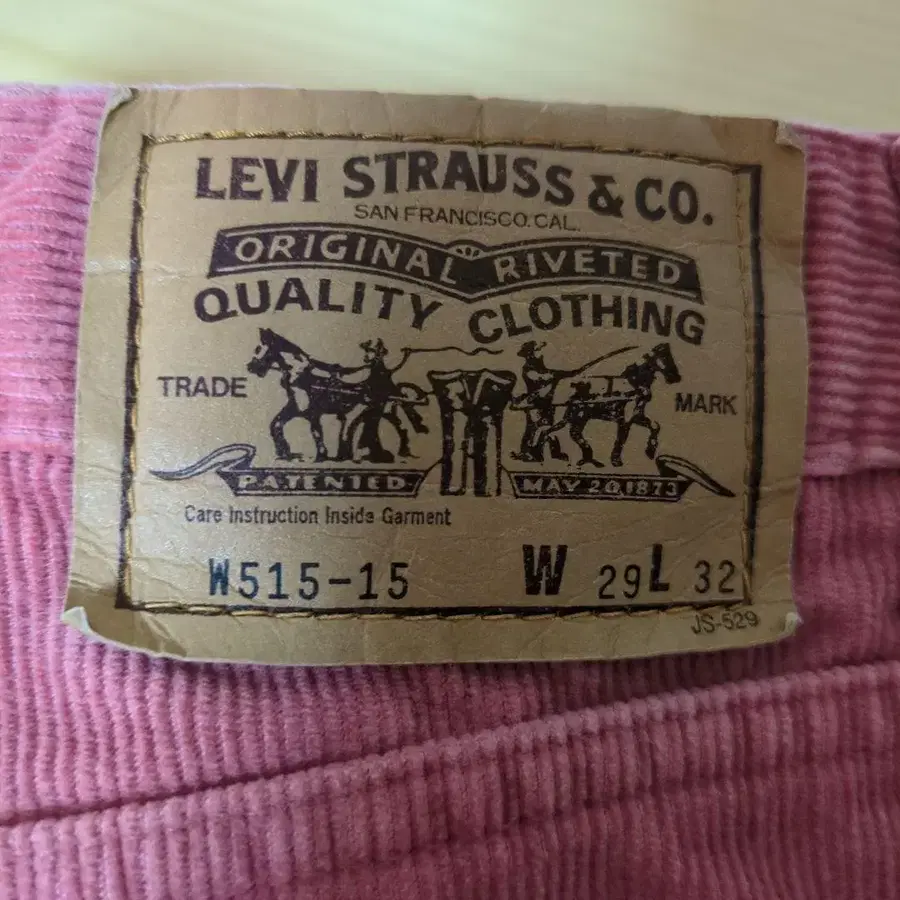 LEVI STRAUSS & CO.
SAN FRANCISCO. CAL.
ORIGINAL RIVETED
QUALITY CLOTHING
TRADE MARK
PATENTED MAY 20 1873
Care Instruction Inside Garment
W515-15 W 29 L 32
JS-529